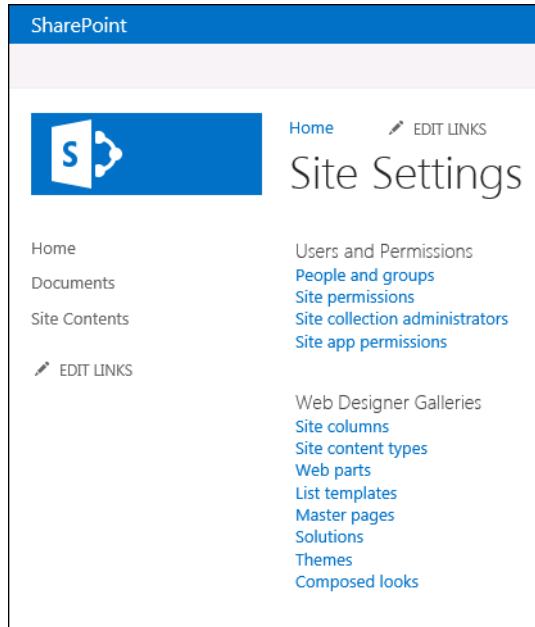 SharePoint
S
Home EDIT LINKS
Site Settings
Home
Documents
Site Contents
EDIT LINKS
Users and Permissions
People and groups
Site permissions
Site collection administrators
Site app permissions
Web Designer Galleries
Site columns
Site content types
Web parts
List templates
Master pages
Solutions
Themes
Composed looks